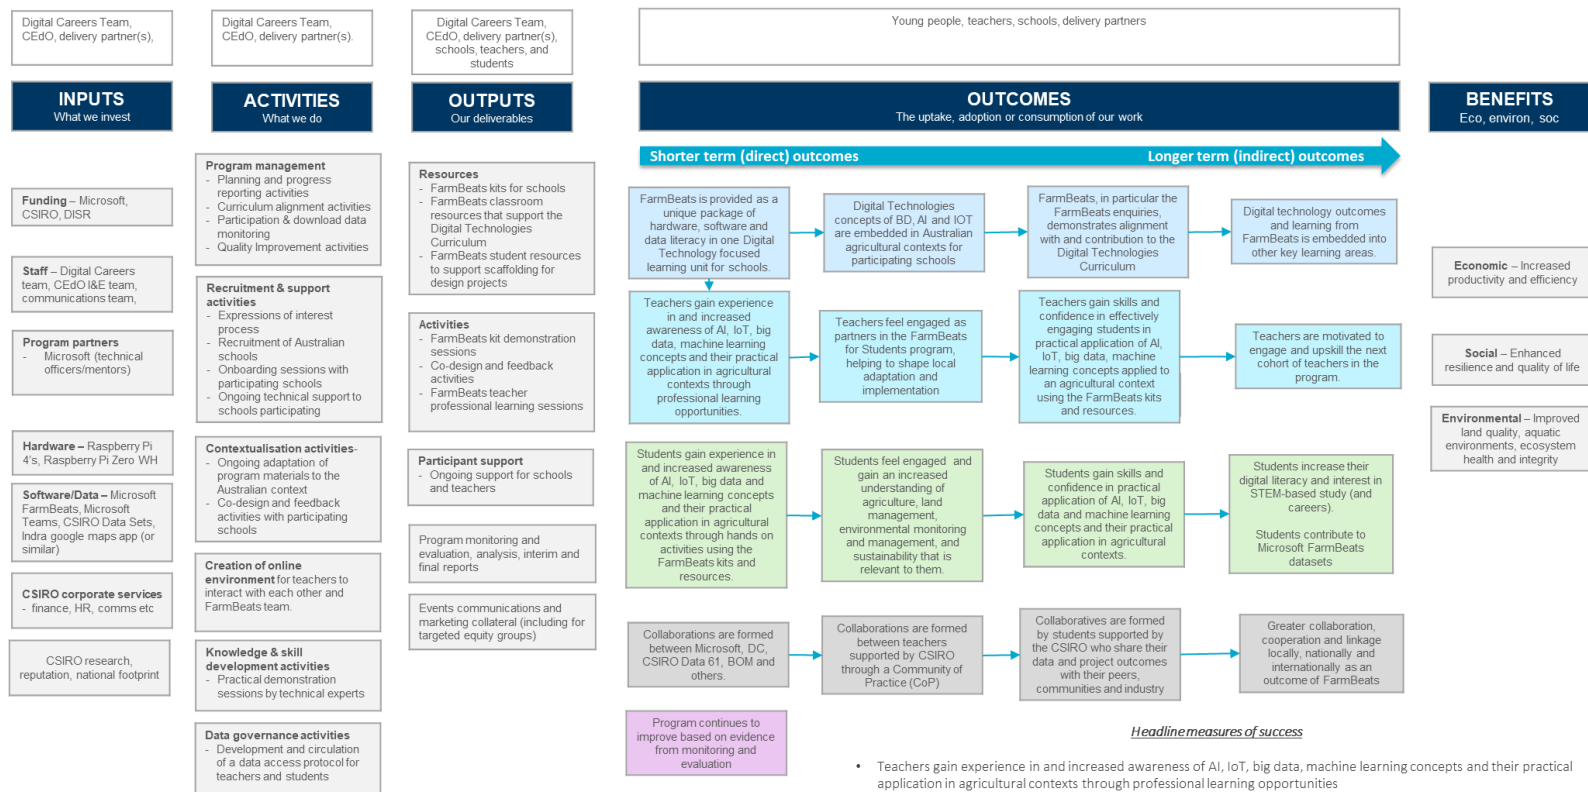 Digital Careers Team,
CEdO, delivery partner(s),
Digital Careers Team,
CEdO, delivery partner(s).
Digital Careers Team,
CEdO, delivery partner(s),
schools, teachers, and
students
Young people, teachers, schools, delivery partners
INPUTS
What we invest
ACTIVITIES
What we do
OUTPUTS
Our deliverables
OUTCOMES
The uptake, adoption or consumption of our work
BENEFITS
Eco, environ, soc
Shorter term (direct) outcomes
Longer term (indirect) outcomes
Funding – Microsoft,
CSIRO, DISR
Staff – Digital Careers
team, CEdO I&E team,
communications team,
Program partners
- Microsoft (technical
officers/mentors)
Hardware – Raspberry Pi
4's, Raspberry Pi Zero WH
Software/Data – Microsoft
FarmBeats, Microsoft
Teams, CSIRO Data Sets,
Indra google maps app (or
similar)
CSIRO corporate services
- finance, HR, comms etc
CSIRO research,
reputation, national footprint
Program management
- Planning and progress
reporting activities
- Curriculum alignment activities
- Participation & download data
monitoring
- Quality Improvement activities
Recruitment & support
activities
- Expressions of interest
process
- Recruitment of Australian
schools
- Onboarding sessions with
participating schools
- Ongoing technical support to
schools participating
Contextualisation activities-
- Ongoing adaptation of
program materials to the
Australian context
- Co-design and feedback
activities with participating
schools
Creation of online
environment for teachers to
interact with each other and
FarmBeats team.
Knowledge & skill
development activities
- Practical demonstration
sessions by technical experts
Data governance activities
- Development and circulation
of a data access protocol for
teachers and students
Resources
- FarmBeats kits for schools
- FarmBeats classroom
resources that support the
Digital Technologies
Curriculum
- FarmBeats student resources
to support scaffolding for
design projects
Activities
- FarmBeats kit demonstration
sessions
- Co-design and feedback
activities
- FarmBeats teacher
professional learning sessions
Participant support
- Ongoing support for schools
and teachers
Program monitoring and
evaluation, analysis, interim and
final reports
Events communications and
marketing collateral (including for
targeted equity groups)
FarmBeats is provided as a
unique package of
hardware, software and
data literacy in one Digital
Technology focused
learning unit for schools.
Digital Technologies
concepts of BD, AI and IOT
are embedded in Australian
agricultural contexts for
participating schools
FarmBeats, in particular the
FarmBeats enquiries,
demonstrates alignment
with and contribution to the
Digital Technologies
Curriculum
Digital technology outcomes
and learning from
FarmBeats is embedded into
other key learning areas.
Teachers gain experience
in and increased
awareness of AI, IoT, big
data, machine learning
concepts and their practical
application in agricultural
contexts through
professional learning
opportunities.
Teachers feel engaged as
partners in the FarmBeats
for Students program,
helping to shape local
adaptation and
implementation
Teachers gain skills and
confidence in effectively
engaging students in
practical application of AI,
IoT, big data, machine
learning concepts applied to
an agricultural context
using the FarmBeats kits
and resources.
Teachers are motivated to
engage and upskill the next
cohort of teachers in the
program.
Students gain experience in
and increased awareness
of AI, IoT, big data and
machine learning concepts
and their practical
application in agricultural
contexts through hands on
activities using the
FarmBeats kits and
resources.
Students feel engaged and
gain an increased
understanding of
agriculture, land
management,
environmental monitoring
and management, and
sustainability that is
relevant to them.
Students gain skills and
confidence in practical
application of AI, IoT, big
data and machine learning
concepts and their practical
application in agricultural
contexts.
Students increase their
digital literacy and interest in
STEM-based study (and
careers).
Students contribute to
Microsoft FarmBeats
datasets
Collaborations are formed
between Microsoft, DC,
CSIRO Data 61, BOM and
others.
Collaborations are formed
between teachers
supported by CSIRO
through a Community of
Practice (CoP)
Collaboratives are formed
by students supported by
the CSIRO who share their
data and project outcomes
with their peers,
communities and industry
Greater collaboration,
cooperation and linkage
locally, nationally and
internationally as an
outcome of FarmBeats
Program continues to
improve based on evidence
from monitoring and
evaluation
Economic – Increased
productivity and efficiency
Social – Enhanced
resilience and quality of life
Environmental – Improved
land quality, aquatic
environments, ecosystem
health and integrity
Headline measures of success
• Teachers gain experience in and increased awareness of AI, IoT, big data, machine learning concepts and their practical
application in agricultural contexts through professional learning opportunities